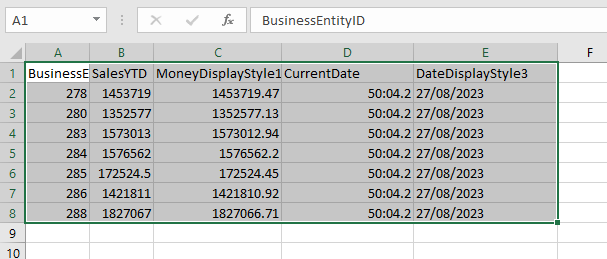 A1 BusinessEntityID
A B C D E F
1 BusinessE SalesYTD MoneyDisplayStyle1 CurrentDate DateDisplayStyle3
2 278 1453719 1453719.47 50:04.2 27/08/2023
3 280 1352577 1352577.13 50:04.2 27/08/2023
4 283 1573013 1573012.94 50:04.2 27/08/2023
5 284 1576562 1576562.2 50:04.2 27/08/2023
6 285 172524.5 172524.45 50:04.2 27/08/2023
7 286 1421811 1421810.92 50:04.2 27/08/2023
8 288 1827067 1827066.71 50:04.2 27/08/2023
9
10